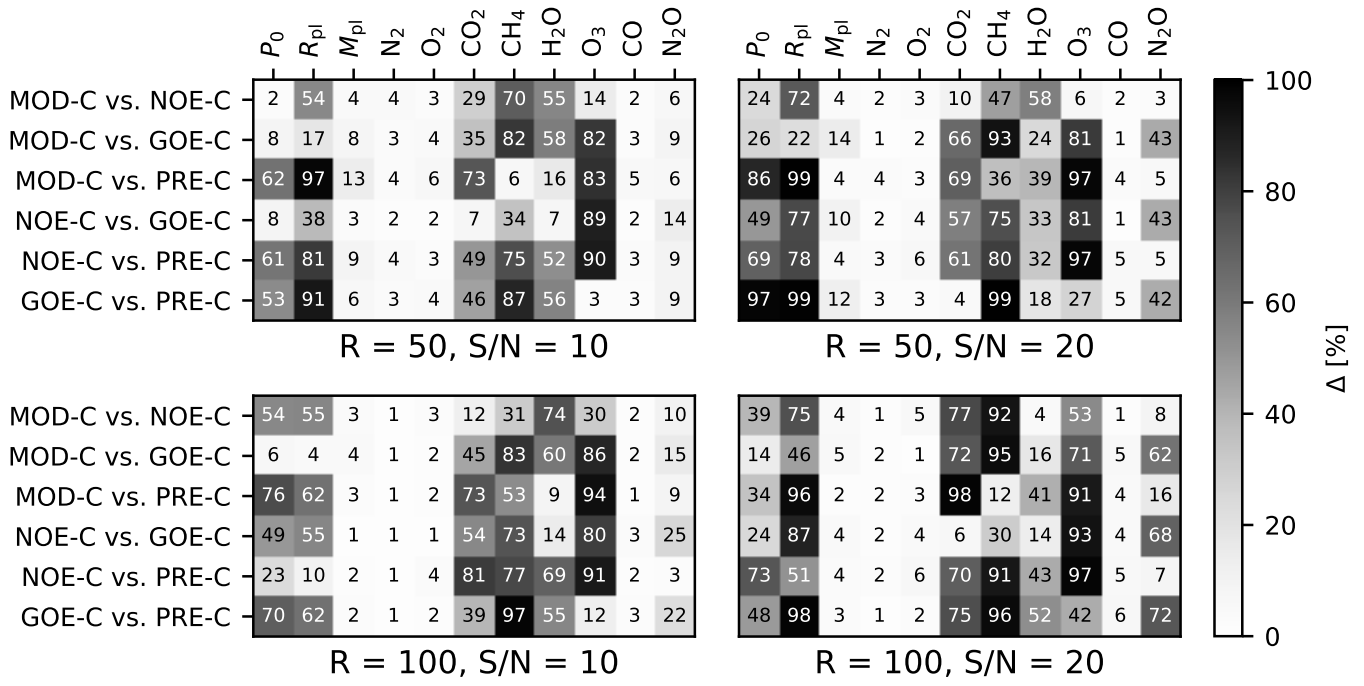 P₀ R_pl M_pl N₂ O₂ CO₂ CH₄ H₂O O₃ CO N₂O
P₀ R_pl M_pl N₂ O₂ CO₂ CH₄ H₂O O₃ CO N₂O
MOD-C vs. NOE-C 2 54 4 4 3 29 70 55 14 2 6
MOD-C vs. GOE-C 8 17 8 3 4 35 82 58 82 3 9
MOD-C vs. PRE-C 62 97 13 4 6 73 6 16 83 5 6
NOE-C vs. GOE-C 8 38 3 2 2 7 34 7 89 2 14
NOE-C vs. PRE-C 61 81 9 4 3 49 75 52 90 3 9
GOE-C vs. PRE-C 53 91 6 3 4 46 87 56 3 3 9
R = 50, S/N = 10
24 72 4 2 3 10 47 58 6 2 3
26 22 14 1 2 66 93 24 81 1 43
86 99 4 4 3 69 36 39 97 4 5
49 77 10 2 4 57 75 33 81 1 43
69 78 4 3 6 61 80 32 97 5 5
97 99 12 3 3 4 99 18 27 5 42
R = 50, S/N = 20
MOD-C vs. NOE-C 54 55 3 1 3 12 31 74 30 2 10
MOD-C vs. GOE-C 6 4 4 1 2 45 83 60 86 2 15
MOD-C vs. PRE-C 76 62 3 1 2 73 53 9 94 1 9
NOE-C vs. GOE-C 49 55 1 1 1 54 73 14 80 3 25
NOE-C vs. PRE-C 23 10 2 1 4 81 77 69 91 2 3
GOE-C vs. PRE-C 70 62 2 1 2 39 97 55 12 3 22
R = 100, S/N = 10
39 75 4 1 5 77 92 4 53 1 8
14 46 5 2 1 72 95 16 71 5 62
34 96 2 2 3 98 12 41 91 4 16
24 87 4 2 4 6 30 14 93 4 68
73 51 4 2 6 70 91 43 97 5 7
48 98 3 1 2 75 96 52 42 6 72
R = 100, S/N = 20
100
80
60
40
20
0
Δ [%]